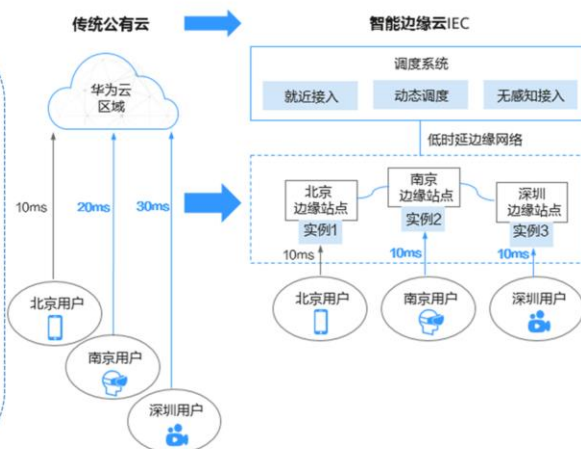 传统公有云
智能边缘云IEC
华为云
区域
10ms
20ms
30ms
北京用户
南京用户
深圳用户
调度系统
就近接入
动态调度
无感知接入
低时延边缘网络
北京
边缘站点
实例1
南京
边缘站点
实例2
深圳
边缘站点
实例3
10ms
10ms
10ms
北京用户
南京用户
深圳用户